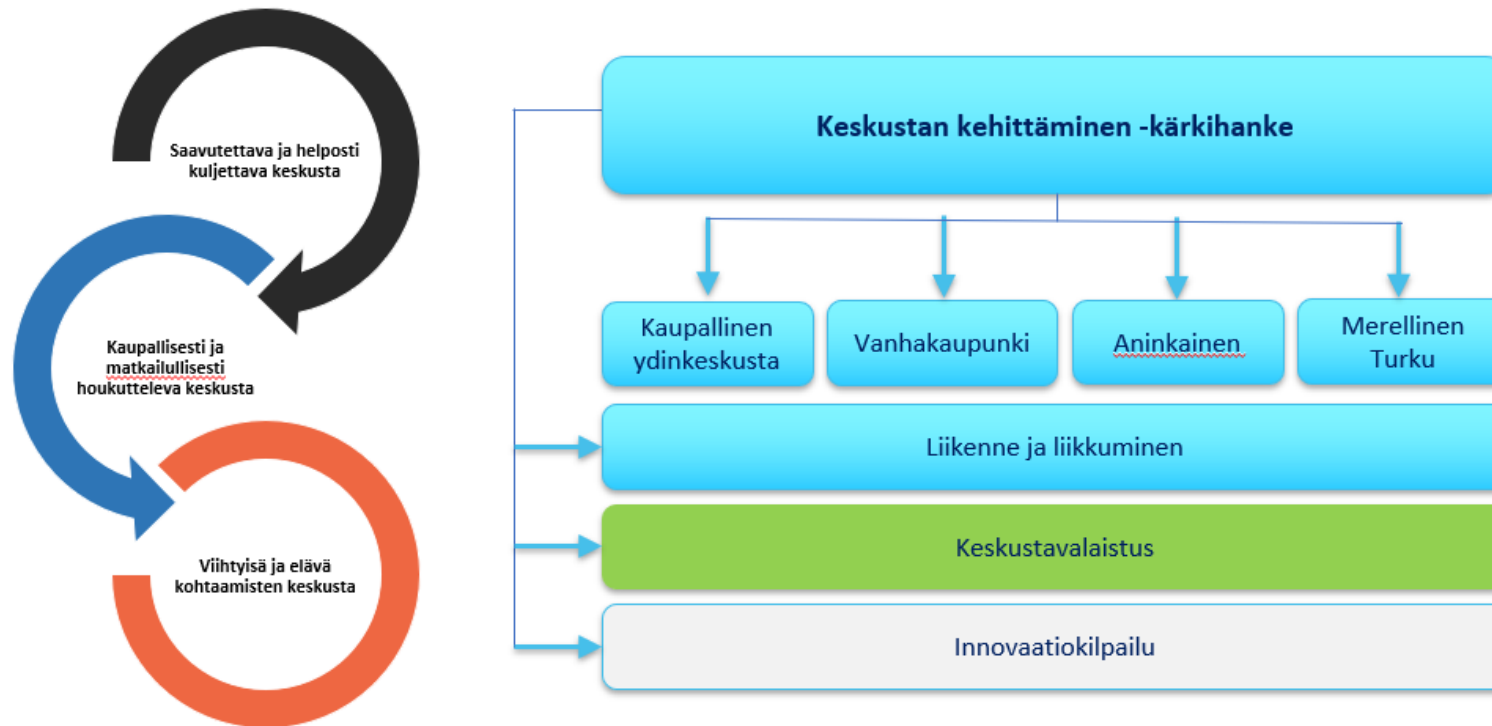 Saavutettava ja helposti
kuljettava keskusta
Kaupallisesti ja
matkailullisesti
houkutteleva keskusta
Viihtyisä ja elävä
kohtaamisten keskusta
Keskustan kehittäminen -kärkihanke
Kaupallinen
ydinkeskusta
Vanhakaupunki
Aninkainen
Merellinen
Turku
Liikenne ja liikkuminen
Keskustavalaistus
Innovaatiokilpailu